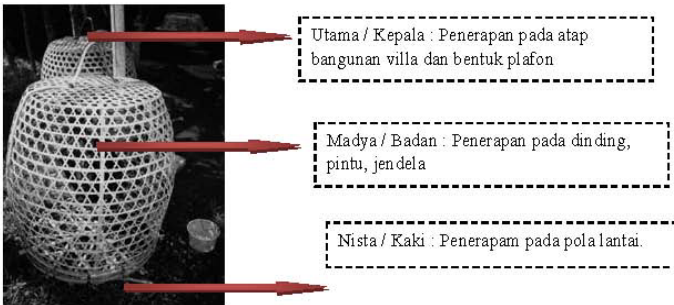 Utama / Kepala : Penerapan pada atap
bangunan villa dan bentuk plafon
Madya / Badan : Penerapan pada dinding,
pintu, jendela
Nista / Kaki : Penerapam pada pola lantai.